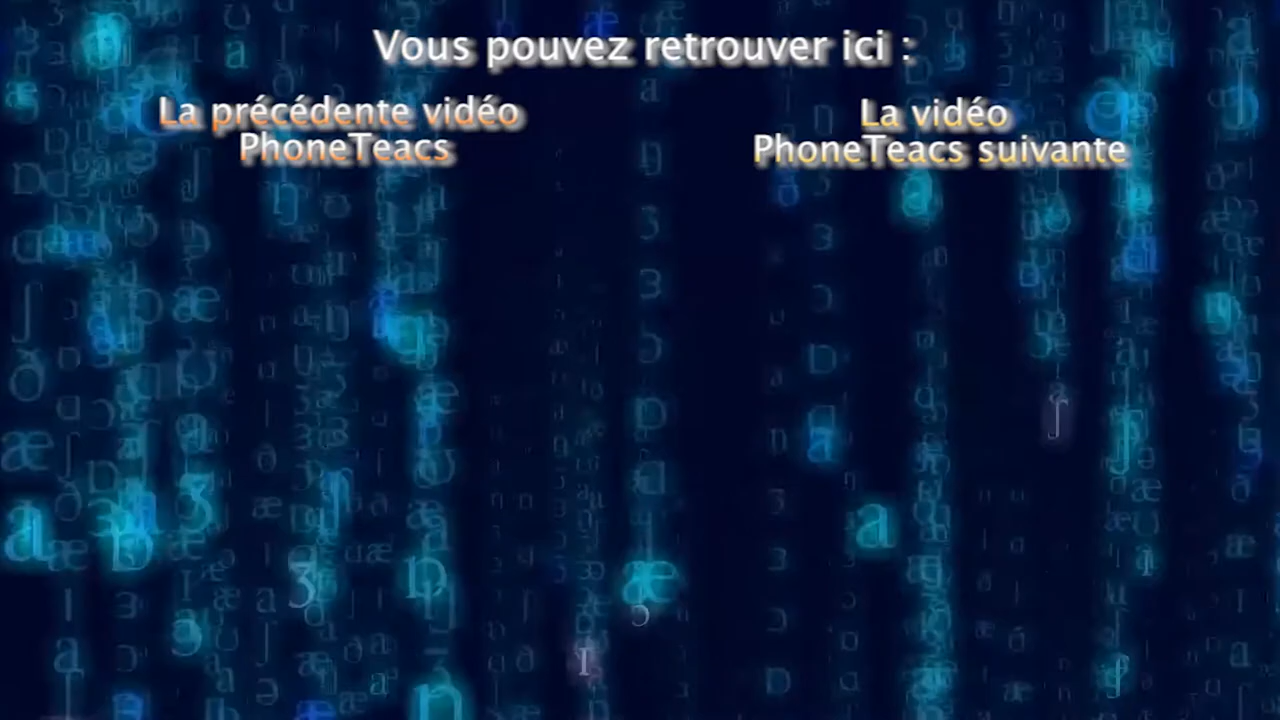 Vous pouvez retrouver ici :
La précédente vidéo
PhoneTeacs
La vidéo
PhoneTeacs suivante